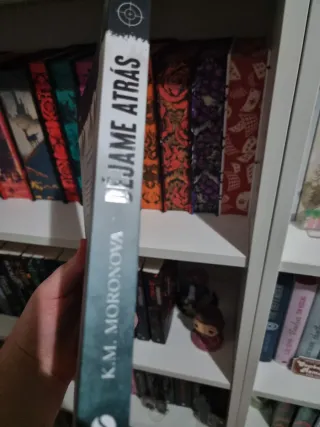 DÉJAME ATRÁS
K.M. MORONOVA